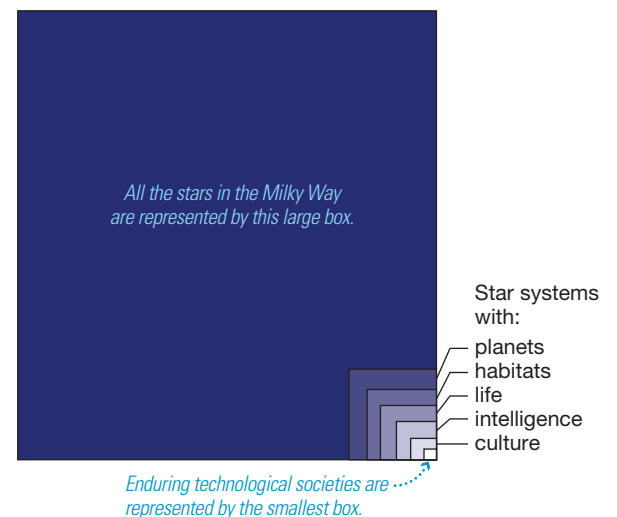 All the stars in the Milky Way
are represented by this large box.
Star systems
with:
planets
habitats
life
intelligence
culture
Enduring technological societies are
represented by the smallest box.